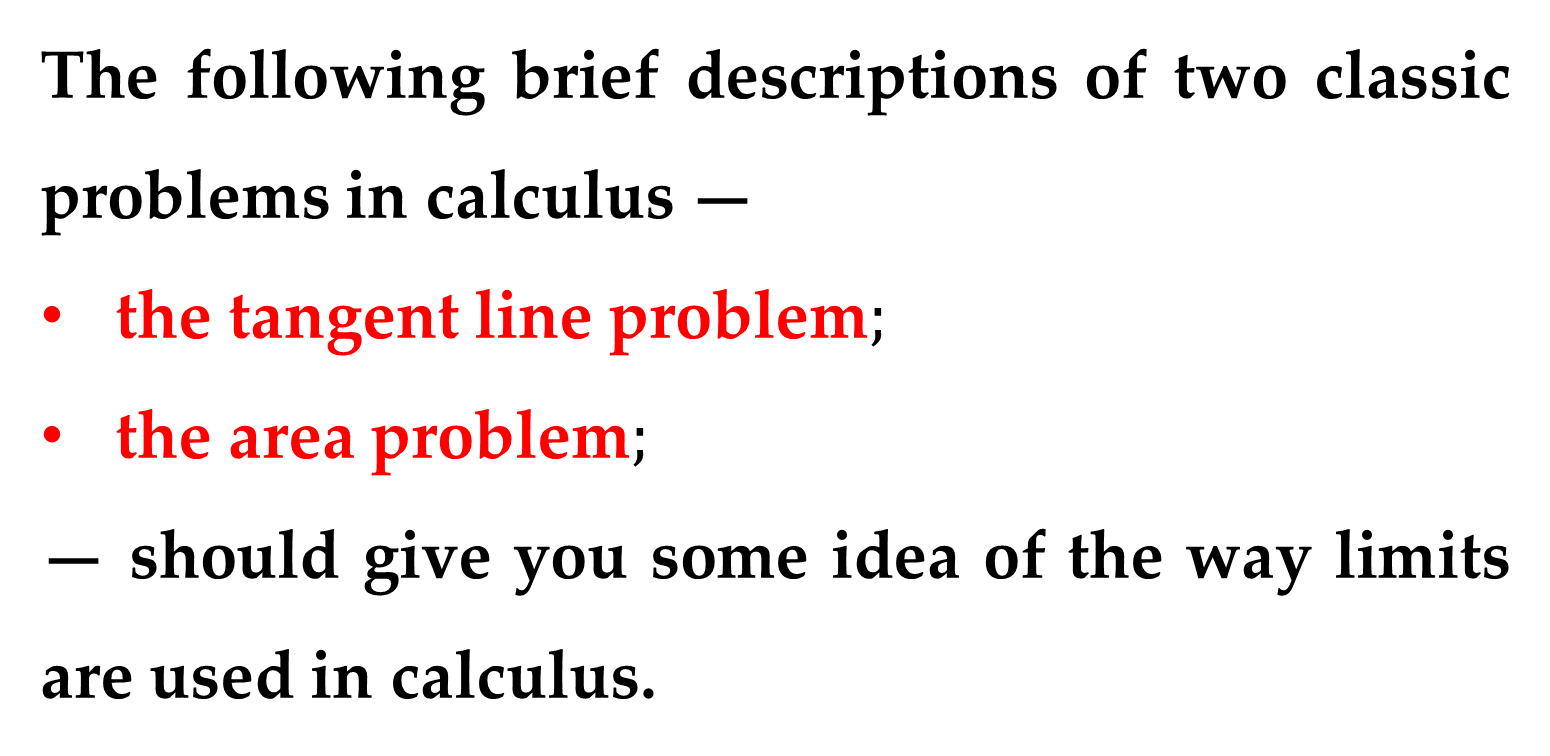 The following brief descriptions of two classic
problems in calculus —
• the tangent line problem;
• the area problem;
— should give you some idea of the way limits
are used in calculus.